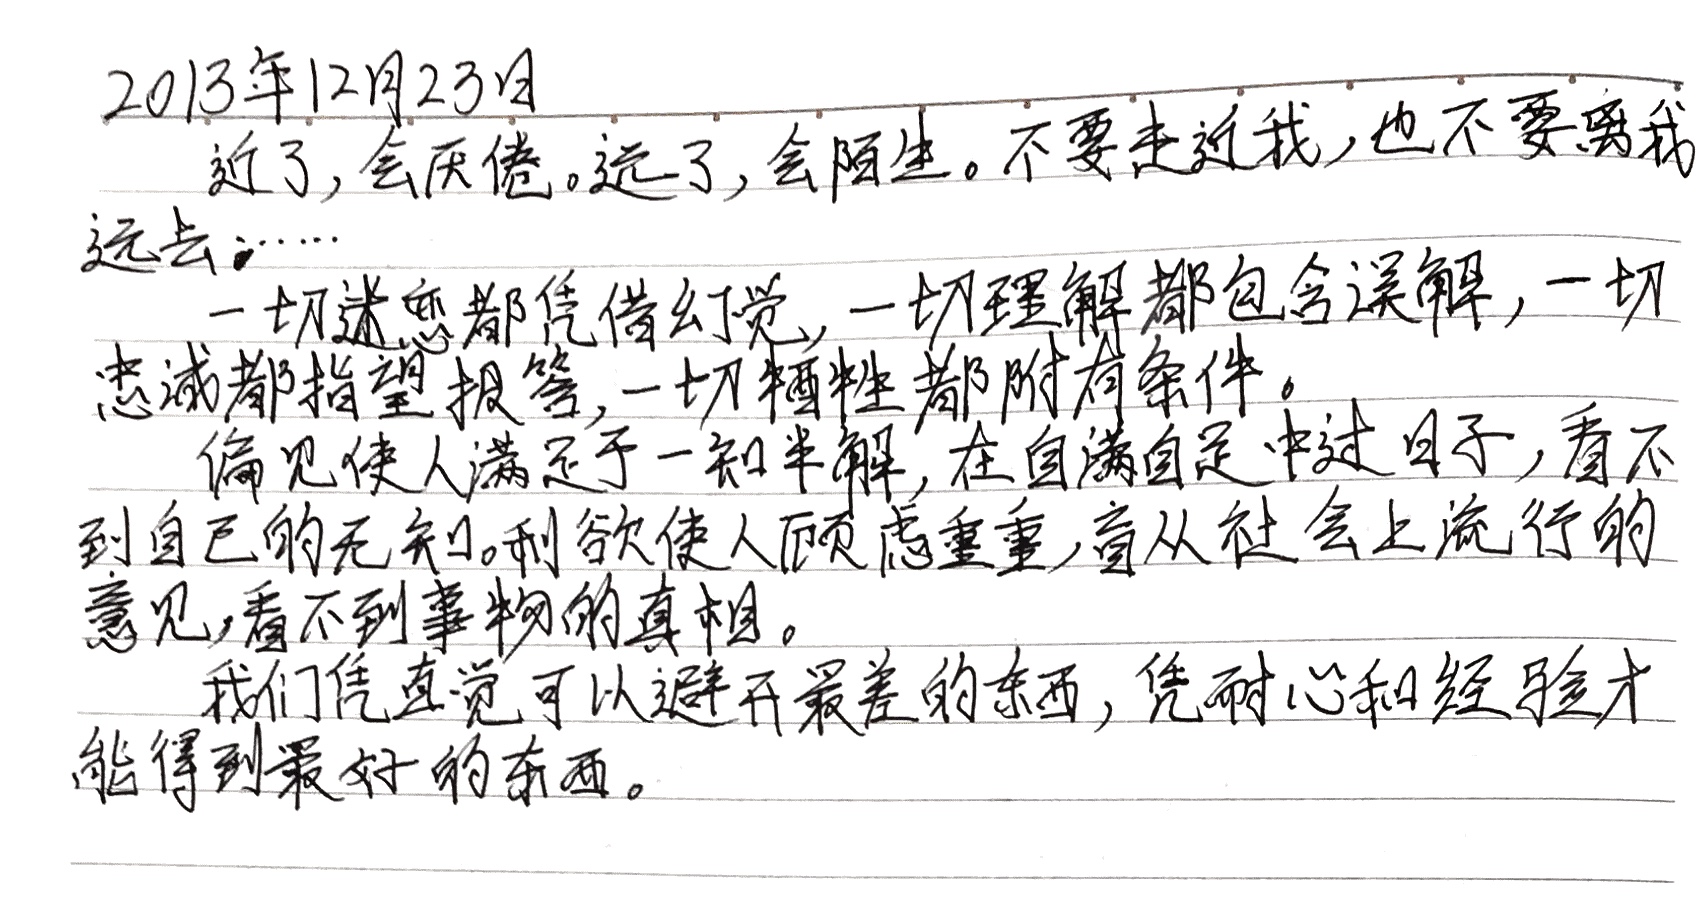 2013年12月23日
近了，会厌倦。远了，会陌生。不要走近我，也不要离我
远去……
一切迷恋都凭借幻觉，一切理解都包含误解，一切
忠诚都指望报答，一切牺牲都附有条件。
偏见使人满足于一知半解，在自满自足中过日子，看不
到自己的无知。利欲使人顾虑重重，盲从社会上流行的
意见，看不到事物的真相。
我们凭直觉可以避开最差的东西，凭耐心和经验才
能得到最好的东西。